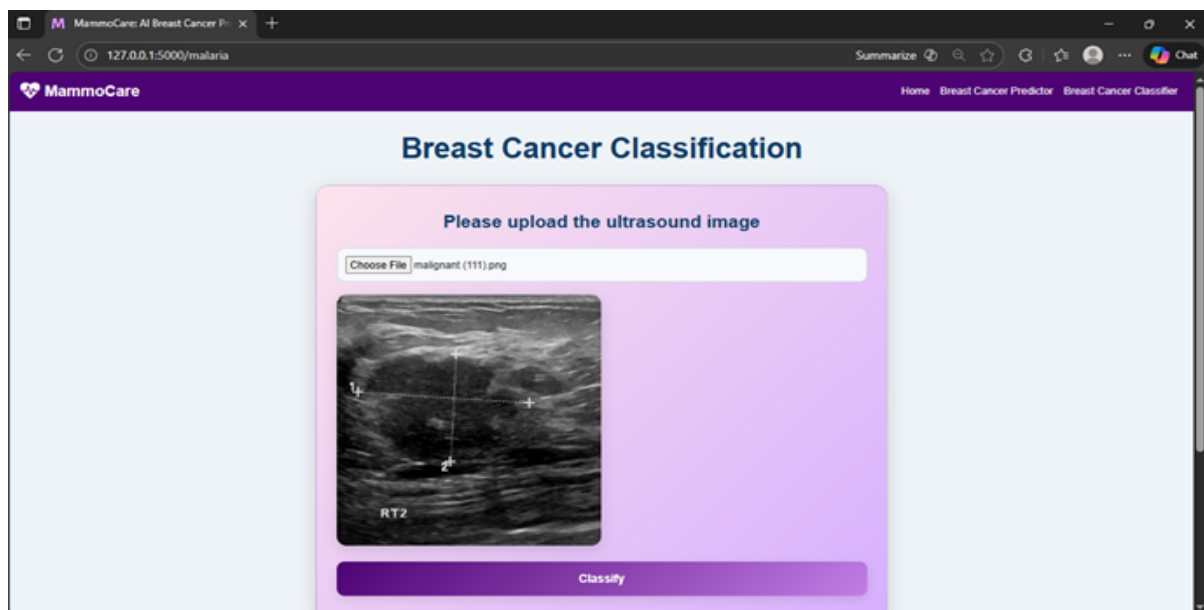 MammoCare: AI Breast Cancer Pr
127.0.0.1:5000/malaria
Summarize
Chat
MammoCare
Home Breast Cancer Predictor Breast Cancer Classifier
Breast Cancer Classification
Please upload the ultrasound image
Choose File malignant (111).png
1
2
RT2
Classify